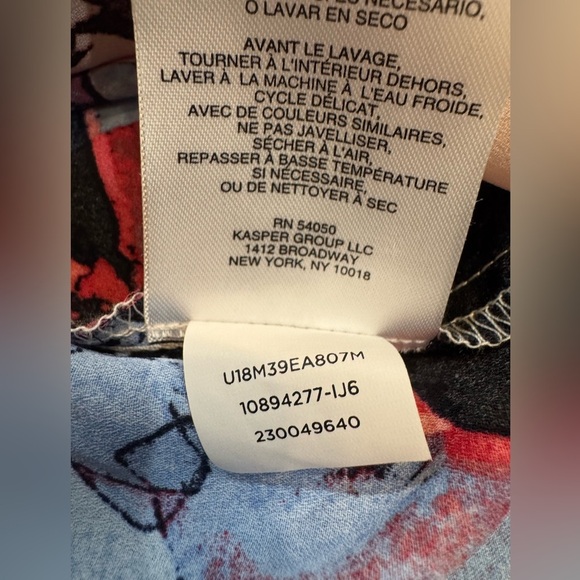 ES NECESARIO,
O LAVAR EN SECO
AVANT LE LAVAGE,
TOURNER À L'INTÉRIEUR DEHORS,
LAVER À LA MACHINE À L'EAU FROIDE,
CYCLE DÉLICAT,
AVEC DE COULEURS SIMILAIRES,
NE PAS JAVELLISER,
SÉCHER À L'AIR,
REPASSER À BASSE TEMPÉRATURE
SI NÉCESSAIRE,
OU DE NETTOYER À SEC
RN 54050
KASPER GROUP LLC
1412 BROADWAY
NEW YORK, NY 10018
U18M39EA807M
10894277-IJ6
230049640